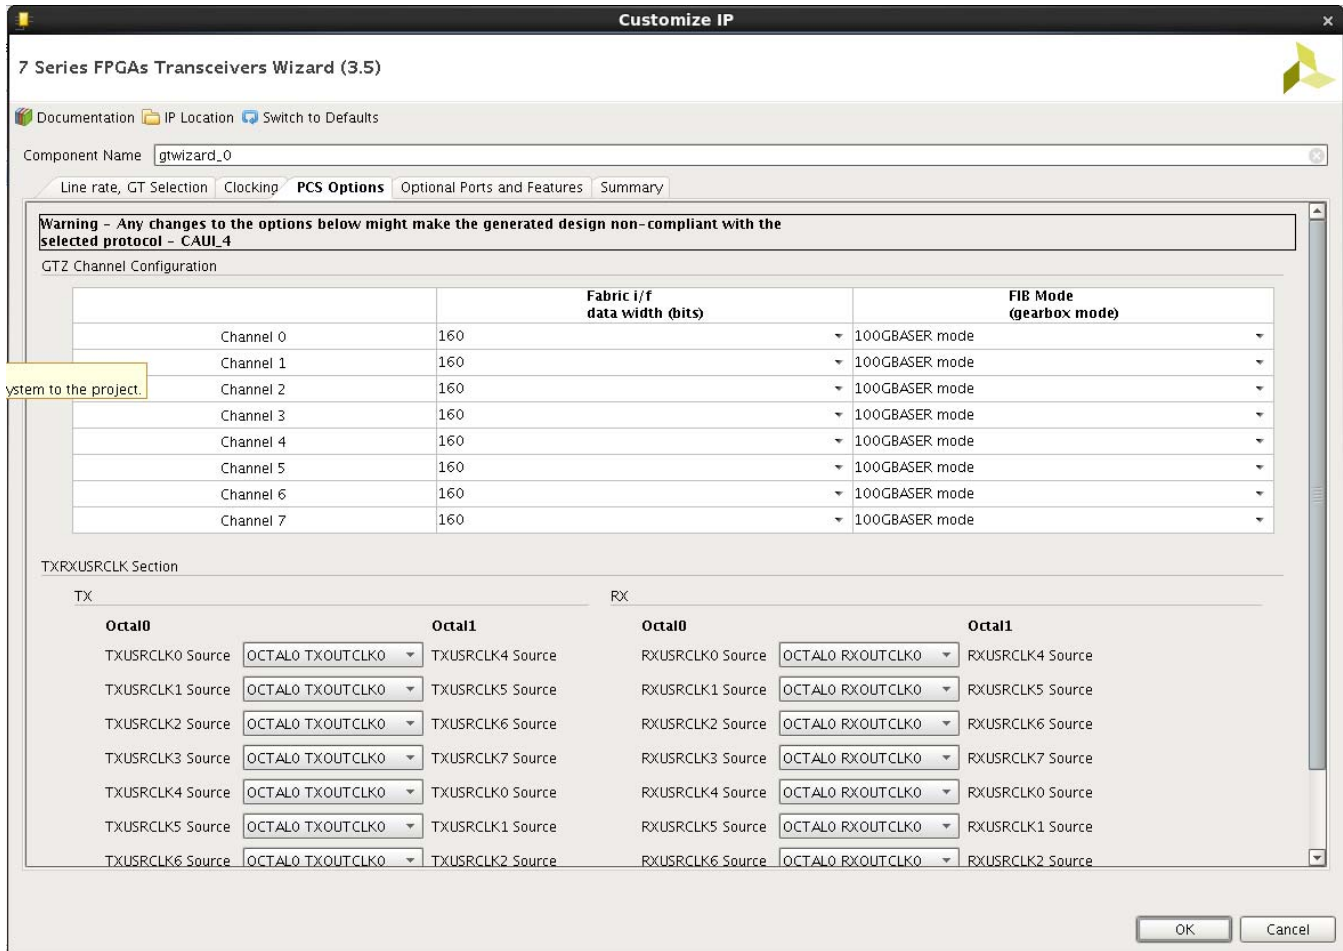 Customize IP
7 Series FPGAs Transceivers Wizard (3.5)
Documentation IP Location Switch to Defaults
Component Name gtwizard_0
Line rate, GT Selection Clocking PCS Options Optional Ports and Features Summary
Warning - Any changes to the options below might make the generated design non-compliant with the
selected protocol - CAUI_4
GTZ Channel Configuration
Fabric i/f FIB Mode
data width (bits) (gearbox mode)
Channel 0 160 100GBASER mode
Channel 1 160 100GBASER mode
ystem to the project.
Channel 2 160 100GBASER mode
Channel 3 160 100GBASER mode
Channel 4 160 100GBASER mode
Channel 5 160 100GBASER mode
Channel 6 160 100GBASER mode
Channel 7 160 100GBASER mode
TXRXUSRCLK Section
TX RX
Octal0 Octal1 Octal0 Octal1
TXUSRCLK0 Source OCTAL0 TXOUTCLK0 TXUSRCLK4 Source RXUSRCLK0 Source OCTAL0 RXOUTCLK0 RXUSRCLK4 Source
TXUSRCLK1 Source OCTAL0 TXOUTCLK0 TXUSRCLK5 Source RXUSRCLK1 Source OCTAL0 RXOUTCLK0 RXUSRCLK5 Source
TXUSRCLK2 Source OCTAL0 TXOUTCLK0 TXUSRCLK6 Source RXUSRCLK2 Source OCTAL0 RXOUTCLK0 RXUSRCLK6 Source
TXUSRCLK3 Source OCTAL0 TXOUTCLK0 TXUSRCLK7 Source RXUSRCLK3 Source OCTAL0 RXOUTCLK0 RXUSRCLK7 Source
TXUSRCLK4 Source OCTAL0 TXOUTCLK0 TXUSRCLK0 Source RXUSRCLK4 Source OCTAL0 RXOUTCLK0 RXUSRCLK0 Source
TXUSRCLK5 Source OCTAL0 TXOUTCLK0 TXUSRCLK1 Source RXUSRCLK5 Source OCTAL0 RXOUTCLK0 RXUSRCLK1 Source
TXUSRCLK6 Source OCTAL0 TXOUTCLK0 TXUSRCLK2 Source RXUSRCLK6 Source OCTAL0 RXOUTCLK0 RXUSRCLK2 Source
OK Cancel